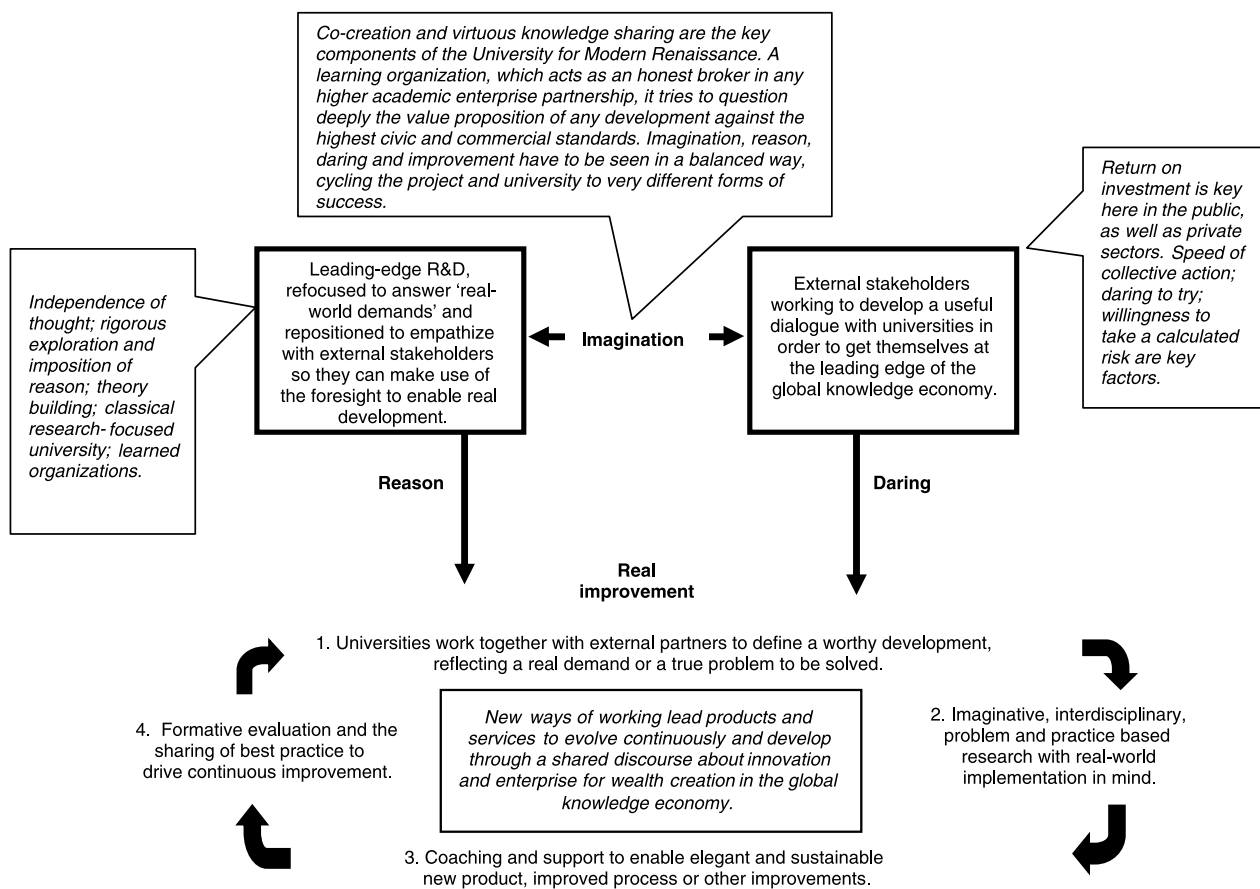 Co-creation and virtuous knowledge sharing are the key
components of the University for Modern Renaissance. A
learning organization, which acts as an honest broker in any
higher academic enterprise partnership, it tries to question
deeply the value proposition of any development against the
highest civic and commercial standards. Imagination, reason,
daring and improvement have to be seen in a balanced way,
cycling the project and university to very different forms of
success.
Return on
investment is key
here in the public,
as well as private
sectors. Speed of
collective action;
daring to try;
willingness to
take a calculated
risk are key
factors.
Independence of
thought; rigorous
exploration and
imposition of
reason; theory
building; classical
research-focused
university; learned
organizations.
Leading-edge R&D,
refocused to answer ‘real-
world demands’ and
repositioned to empathize
with external stakeholders
so they can make use of
the foresight to enable real
development.
Imagination
External stakeholders
working to develop a useful
dialogue with universities in
order to get themselves at
the leading edge of the
global knowledge economy.
Reason
Daring
Real
improvement
1. Universities work together with external partners to define a worthy development,
reflecting a real demand or a true problem to be solved.
2. Imaginative, interdisciplinary,
problem and practice based
research with real-world
implementation in mind.
4. Formative evaluation and the
sharing of best practice to
drive continuous improvement.
New ways of working lead products and
services to evolve continuously and develop
through a shared discourse about innovation
and enterprise for wealth creation in the global
knowledge economy.
3. Coaching and support to enable elegant and sustainable
new product, improved process or other improvements.